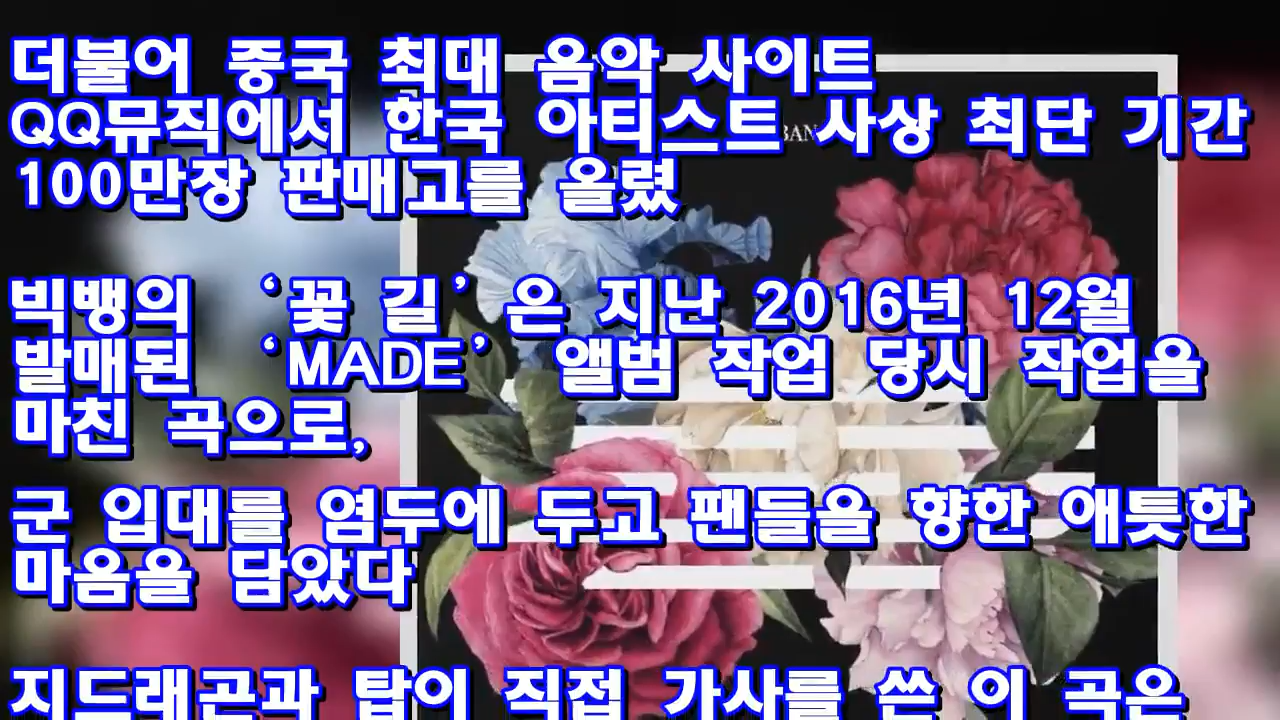 더불어 중국 최대 음악 사이트
QQ뮤직에서 한국 아티스트 사상 최단 기간
100만장 판매고를 올렸
빅뱅의 ‘꽃 길’은 지난 2016년 12월
발매된 ‘MADE’ 앨범 작업 당시 작업을
마친 곡으로,
군 입대를 염두에 두고 팬들을 향한 애틋한
마음을 담았다
지드래곤과 탑이 직접 가사를 쓴 이 곡은